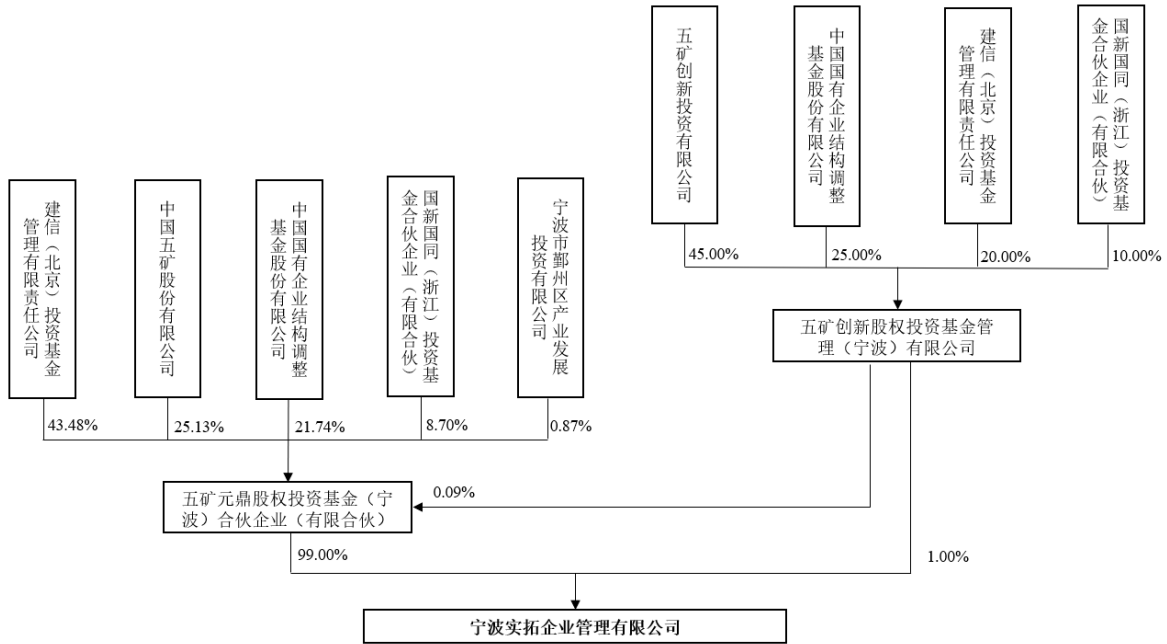 五矿创新投资有限公司
中国国有企业结构调整
基金股份有限公司
建信（北京）投资基金
管理有限责任公司
国新国同（浙江）投资基
金合伙企业（有限合伙）
45.00%
25.00%
20.00%
10.00%
五矿创新股权投资基金管
理（宁波）有限公司
建信（北京）投资基金
管理有限责任公司
中国五矿股份有限公司
中国国有企业结构调整
基金股份有限公司
国新国同（浙江）投资基
金合伙企业（有限合伙）
宁波市鄞州区产业发展
投资有限公司
43.48%
25.13%
21.74%
8.70%
0.87%
五矿元鼎股权投资基金（宁
波）合伙企业（有限合伙）
0.09%
99.00%
1.00%
宁波实拓企业管理有限公司